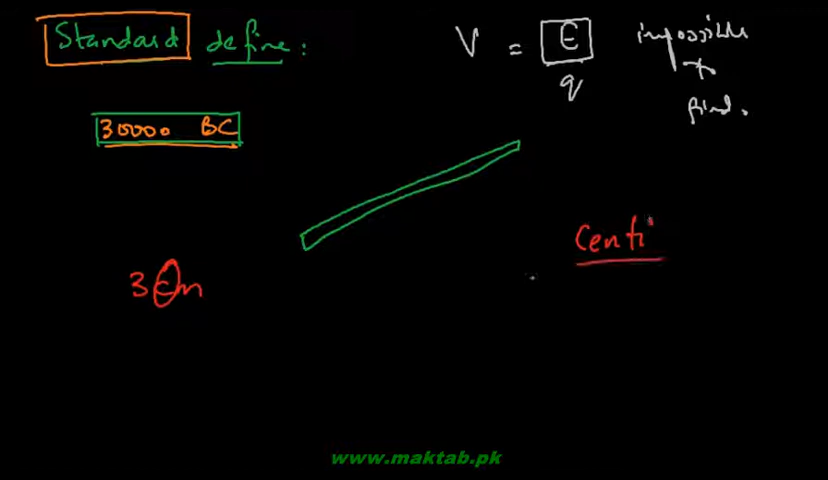 Standard define :
V = E
q
impossible
to
find.
30000 BC
Centi
3cm
www.maktab.pk